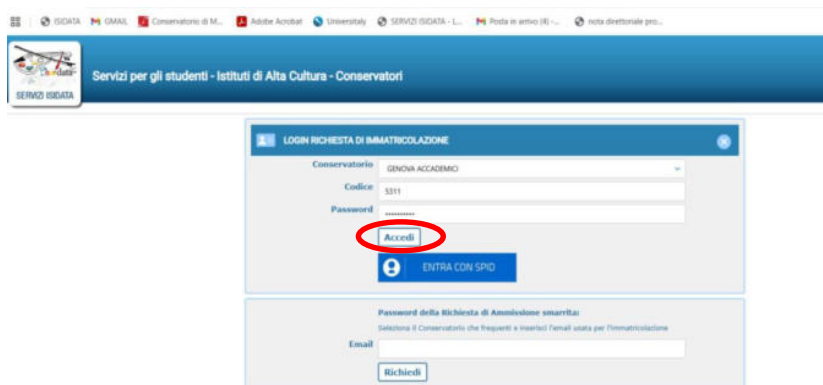 ISIDATA GMAIL Conservatorio di M... Adobe Acrobat Universitaly SERVIZI ISIDATA - L... Posta in arrivo (4) -... nota direttoriale pro...
Servizi per gli studenti - Istituti di Alta Cultura - Conservatori
SERVIZI ISIDATA
LOGIN RICHIESTA DI IMMATRICOLAZIONE
Conservatorio GENOVA ACCADEMICI
Codice 5311
Password ..........
Accedi
ENTRA CON SPID
Password della Richiesta di Ammissione smarrita:
Seleziona il Conservatorio che frequenti e inserisci l'email usata per l'immatricolazione
Email
Richiedi